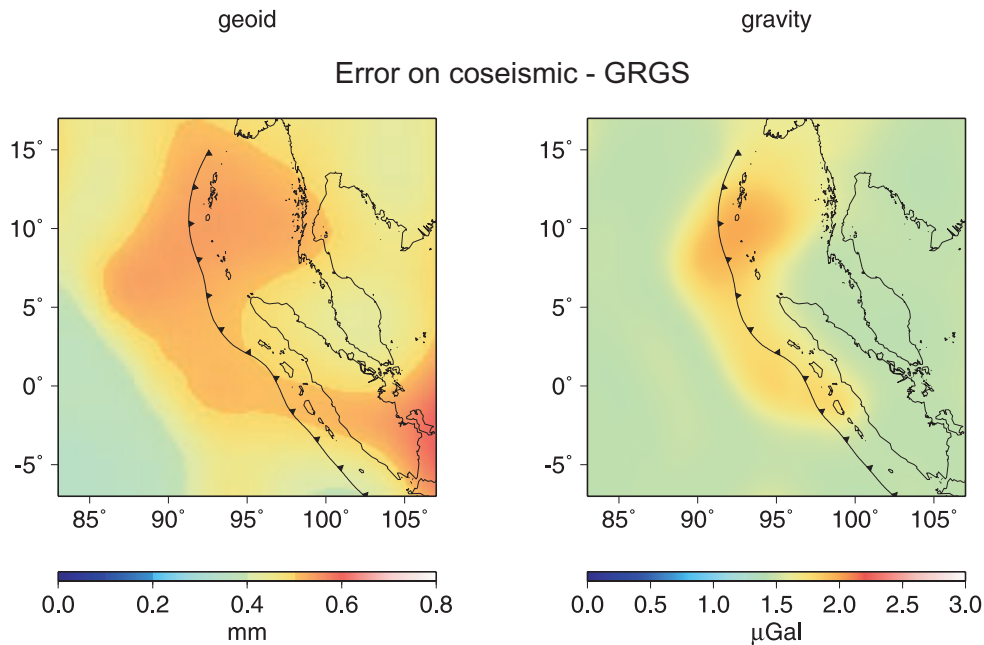 geoid gravity
Error on coseismic - GRGS
15° 15°
10° 10°
5° 5°
0° 0°
-5° -5°
85° 90° 95° 100° 105° 85° 90° 95° 100° 105°
0.0 0.2 0.4 0.6 0.8 0.0 0.5 1.0 1.5 2.0 2.5 3.0
mm μGal